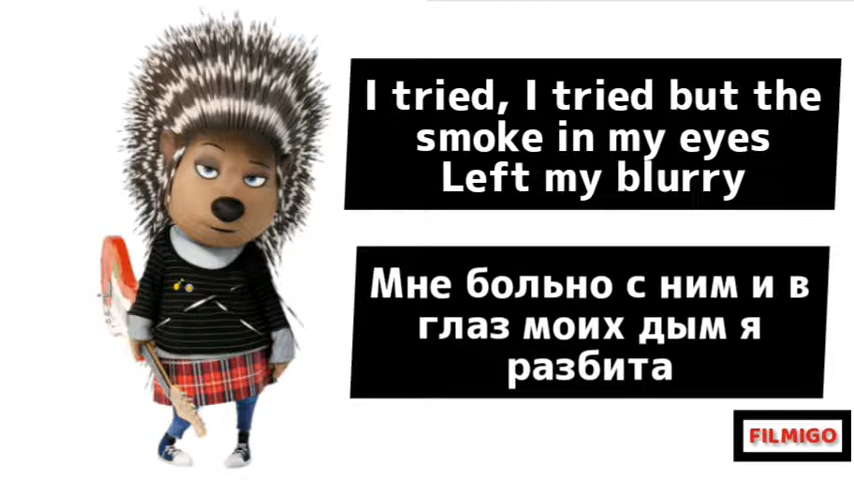 I tried, I tried but the
smoke in my eyes
Left my blurry
Мне больно с ним и в
глаз моих дым я
разбита
FILMIGO